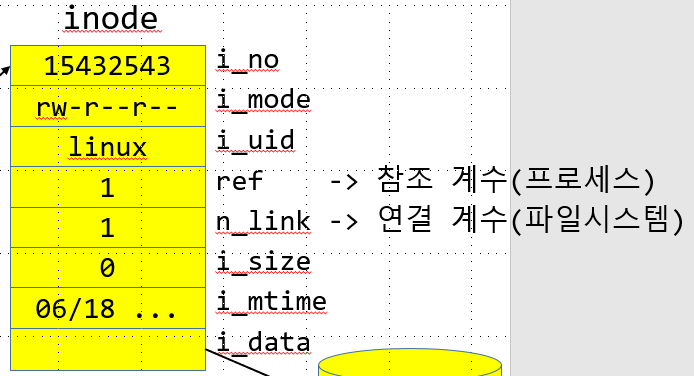 inode
15432543 i_no
rw-r--r-- i_mode
linux i_uid
1 ref -> 참조 계수(프로세스)
1 n_link -> 연결 계수(파일시스템)
0 i_size
06/18 ... i_mtime
i_data